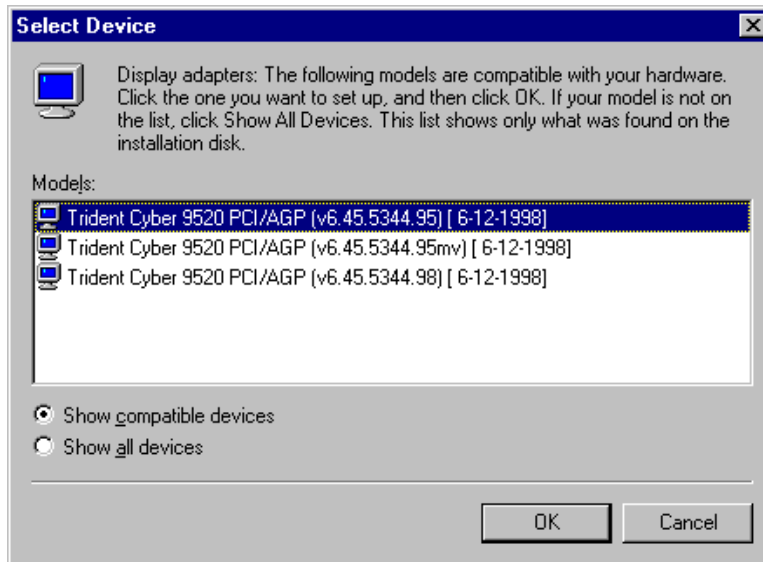 Select Device
Display adapters: The following models are compatible with your hardware.
Click the one you want to set up, and then click OK. If your model is not on
the list, click Show All Devices. This list shows only what was found on the
installation disk.
Models:
Trident Cyber 9520 PCI/AGP (v6.45.5344.95) [ 6-12-1998]
Trident Cyber 9520 PCI/AGP (v6.45.5344.95mv) [ 6-12-1998]
Trident Cyber 9520 PCI/AGP (v6.45.5344.98) [ 6-12-1998]
Show compatible devices
Show all devices
OK Cancel